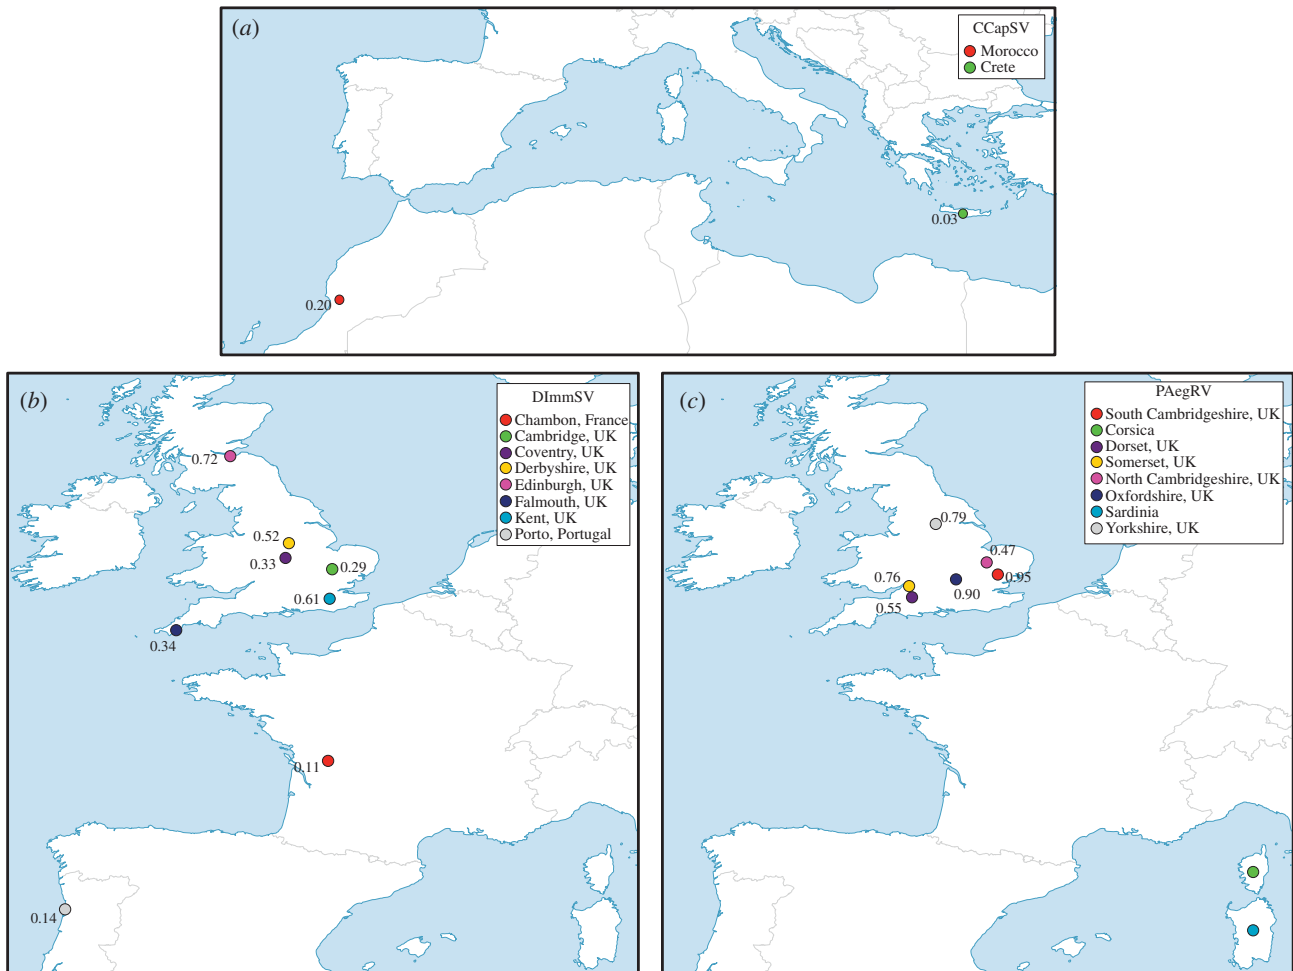 (a)
CCapSV
Morocco
Crete
0.03
0.20
(b)
DImmSV
Chambon, France
Cambridge, UK
Coventry, UK
Derbyshire, UK
Edinburgh, UK
Falmouth, UK
Kent, UK
Porto, Portugal
0.72
0.52
0.33
0.29
0.61
0.34
0.11
0.14
(c)
PAegRV
South Cambridgeshire, UK
Corsica
Dorset, UK
Somerset, UK
North Cambridgeshire, UK
Oxfordshire, UK
Sardinia
Yorkshire, UK
0.79
0.47
0.95
0.76
0.90
0.55